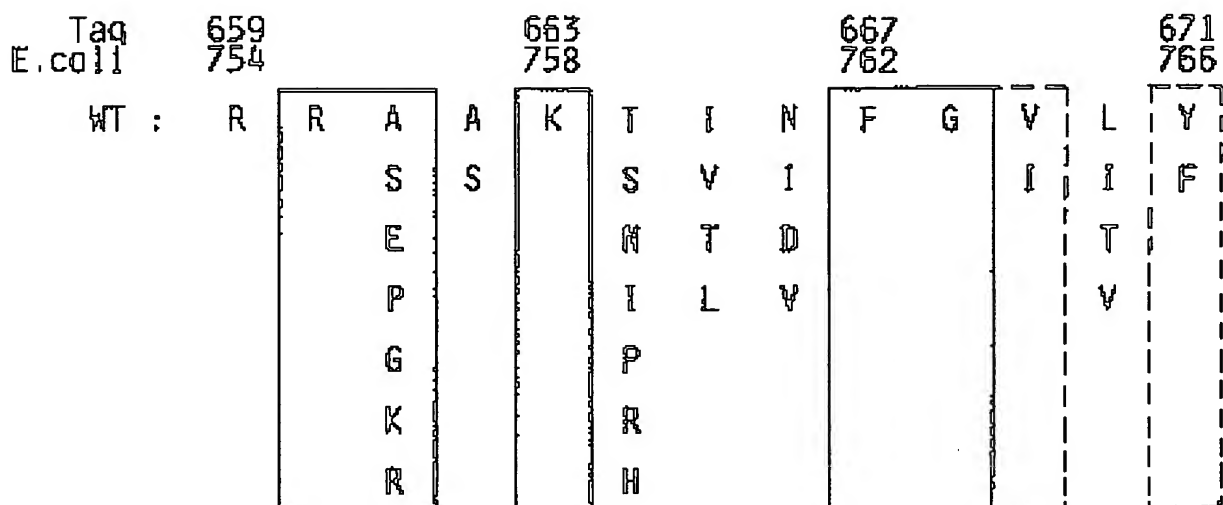 Taq 659 663 667 671
E.coli 754 758 762 766
WT : R R A A K T I N F G V L Y
S S S V I I I F
E N T D T
P I L V V
G P
K R
R H